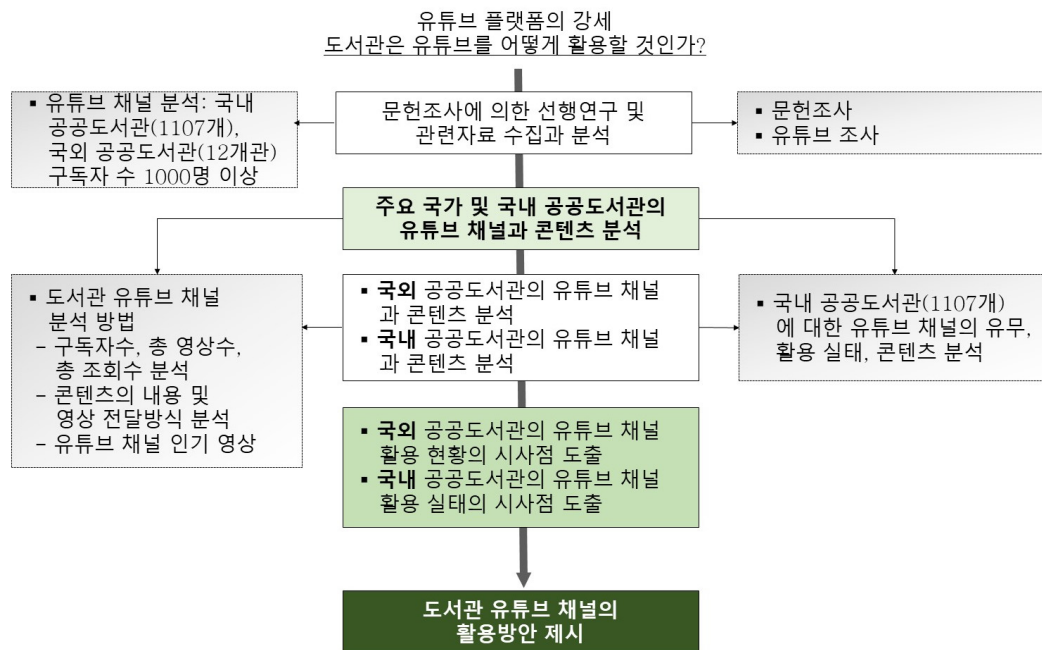 유튜브 플랫폼의 강세
도서관은 유튜브를 어떻게 활용할 것인가?
▪ 유튜브 채널 분석: 국내
공공도서관(1107개),
국외 공공도서관(12개관)
구독자 수 1000명 이상
문헌조사에 의한 선행연구 및
관련자료 수집과 분석
▪ 문헌조사
▪ 유튜브 조사
주요 국가 및 국내 공공도서관의
유튜브 채널과 콘텐츠 분석
▪ 도서관 유튜브 채널
분석 방법
– 구독자수, 총 영상수,
총 조회수 분석
– 콘텐츠의 내용 및
영상 전달방식 분석
– 유튜브 채널 인기 영상
▪ 국외 공공도서관의 유튜브 채널
과 콘텐츠 분석
▪ 국내 공공도서관의 유튜브 채널
과 콘텐츠 분석
▪ 국내 공공도서관(1107개)
에 대한 유튜브 채널의 유무,
활용 실태, 콘텐츠 분석
▪ 국외 공공도서관의 유튜브 채널
활용 현황의 시사점 도출
▪ 국내 공공도서관의 유튜브 채널
활용 실태의 시사점 도출
도서관 유튜브 채널의
활용방안 제시